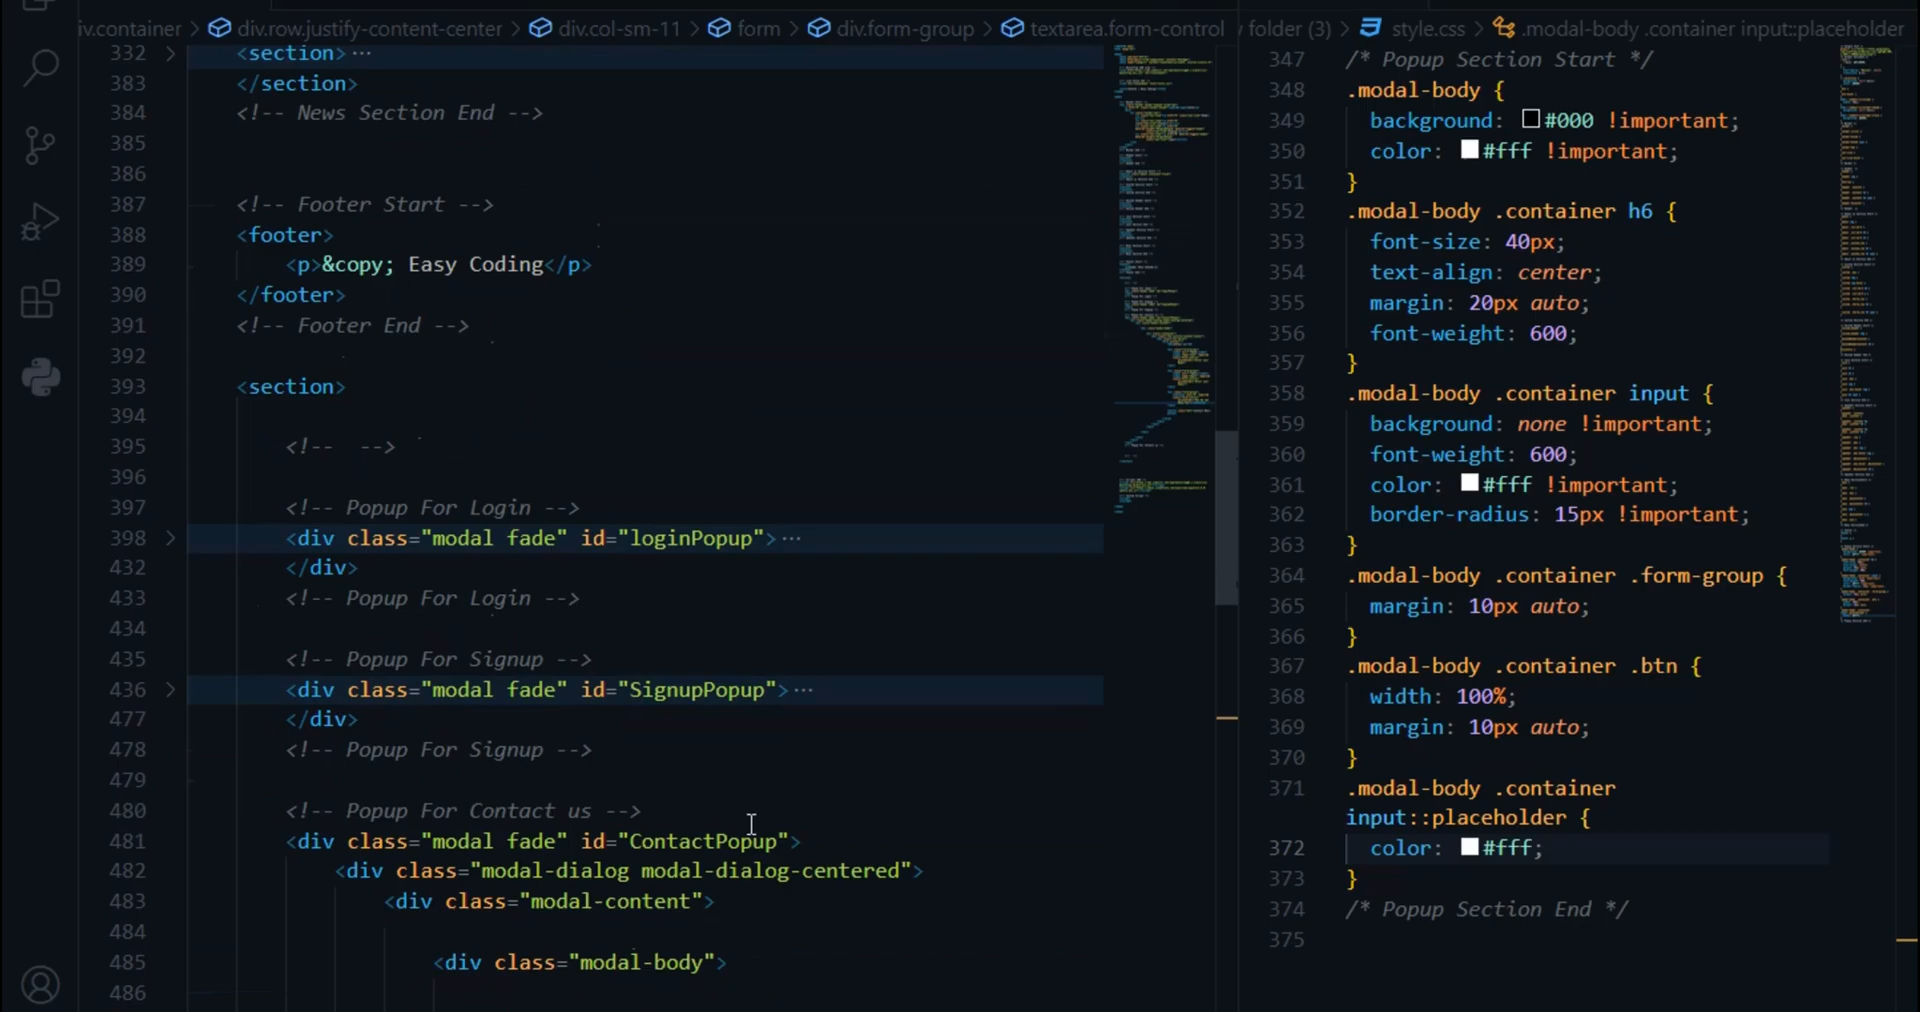 iv.container > div.row.justify-content-center > div.col-sm-11 > form > div.form-group > textarea.form-control
332 > <section> ···
383 </section>
384 <!-- News Section End -->
385
386
387 <!-- Footer Start -->
388 <footer>
389 <p>&copy; Easy Coding</p>
390 </footer>
391 <!-- Footer End -->
392
393 <section>
394
395 <!--  -->
396
397 <!-- Popup For Login -->
398 > <div class="modal fade" id="loginPopup"> ···
432 </div>
433 <!-- Popup For Login -->
434
435 <!-- Popup For Signup -->
436 > <div class="modal fade" id="SignupPopup"> ···
477 </div>
478 <!-- Popup For Signup -->
479
480 <!-- Popup For Contact us -->
481 <div class="modal fade" id="ContactPopup">
482 <div class="modal-dialog modal-dialog-centered">
483 <div class="modal-content">
484
485 <div class="modal-body">
486
folder (3) > style.css > .modal-body .container input::placeholder
347 /* Popup Section Start */
348 .modal-body {
349 background: #000 !important;
350 color: #fff !important;
351 }
352 .modal-body .container h6 {
353 font-size: 40px;
354 text-align: center;
355 margin: 20px auto;
356 font-weight: 600;
357 }
358 .modal-body .container input {
359 background: none !important;
360 font-weight: 600;
361 color: #fff !important;
362 border-radius: 15px !important;
363 }
364 .modal-body .container .form-group {
365 margin: 10px auto;
366 }
367 .modal-body .container .btn {
368 width: 100%;
369 margin: 10px auto;
370 }
371 .modal-body .container
input::placeholder {
372 color: #fff;
373 }
374 /* Popup Section End */
375